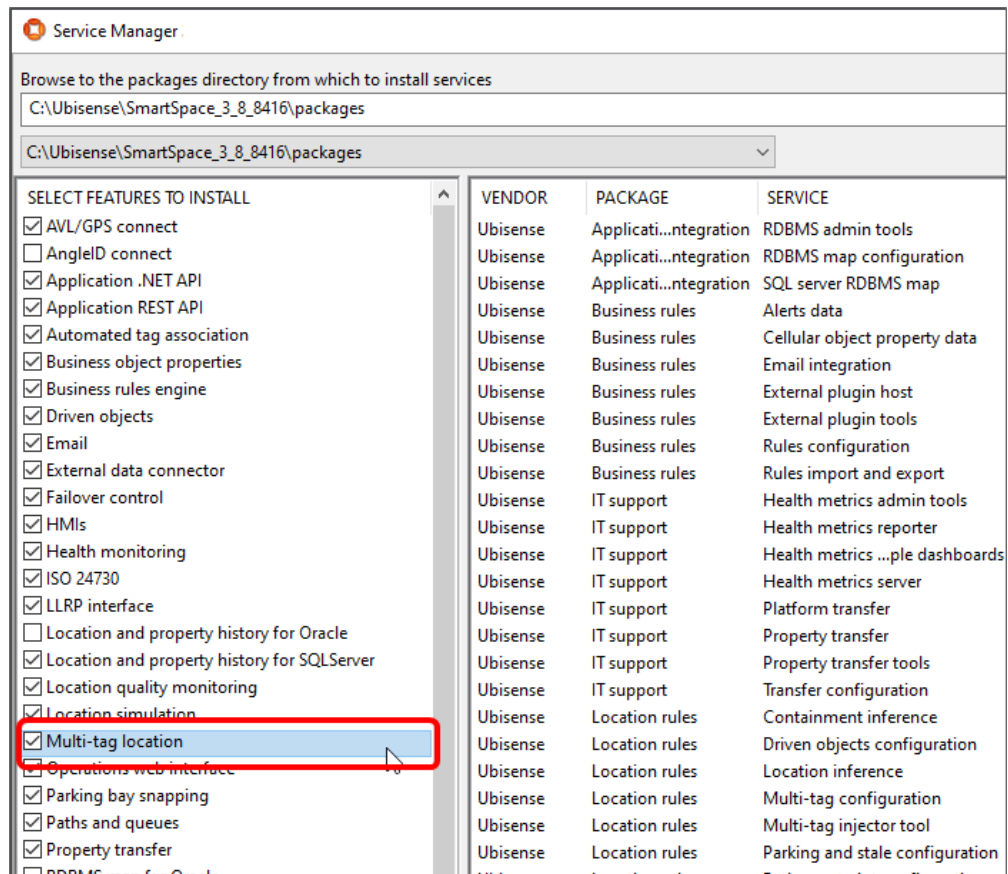 Service Manager
Browse to the packages directory from which to install services
C:\Ubisense\SmartSpace_3_8_8416\packages
C:\Ubisense\SmartSpace_3_8_8416\packages
SELECT FEATURES TO INSTALL
AVL/GPS connect
AngleID connect
Application .NET API
Application REST API
Automated tag association
Business object properties
Business rules engine
Driven objects
Email
External data connector
Failover control
HMIs
Health monitoring
ISO 24730
LLRP interface
Location and property history for Oracle
Location and property history for SQLServer
Location quality monitoring
Location simulation
Multi-tag location
Operations web interface
Parking bay snapping
Paths and queues
Property transfer
VENDOR PACKAGE SERVICE
Ubisense Applicati...ntegration RDBMS admin tools
Ubisense Applicati...ntegration RDBMS map configuration
Ubisense Applicati...ntegration SQL server RDBMS map
Ubisense Business rules Alerts data
Ubisense Business rules Cellular object property data
Ubisense Business rules Email integration
Ubisense Business rules External plugin host
Ubisense Business rules External plugin tools
Ubisense Business rules Rules configuration
Ubisense Business rules Rules import and export
Ubisense IT support Health metrics admin tools
Ubisense IT support Health metrics reporter
Ubisense IT support Health metrics ...ple dashboards
Ubisense IT support Health metrics server
Ubisense IT support Platform transfer
Ubisense IT support Property transfer
Ubisense IT support Property transfer tools
Ubisense IT support Transfer configuration
Ubisense Location rules Containment inference
Ubisense Location rules Driven objects configuration
Ubisense Location rules Location inference
Ubisense Location rules Multi-tag configuration
Ubisense Location rules Multi-tag injector tool
Ubisense Location rules Parking and stale configuration